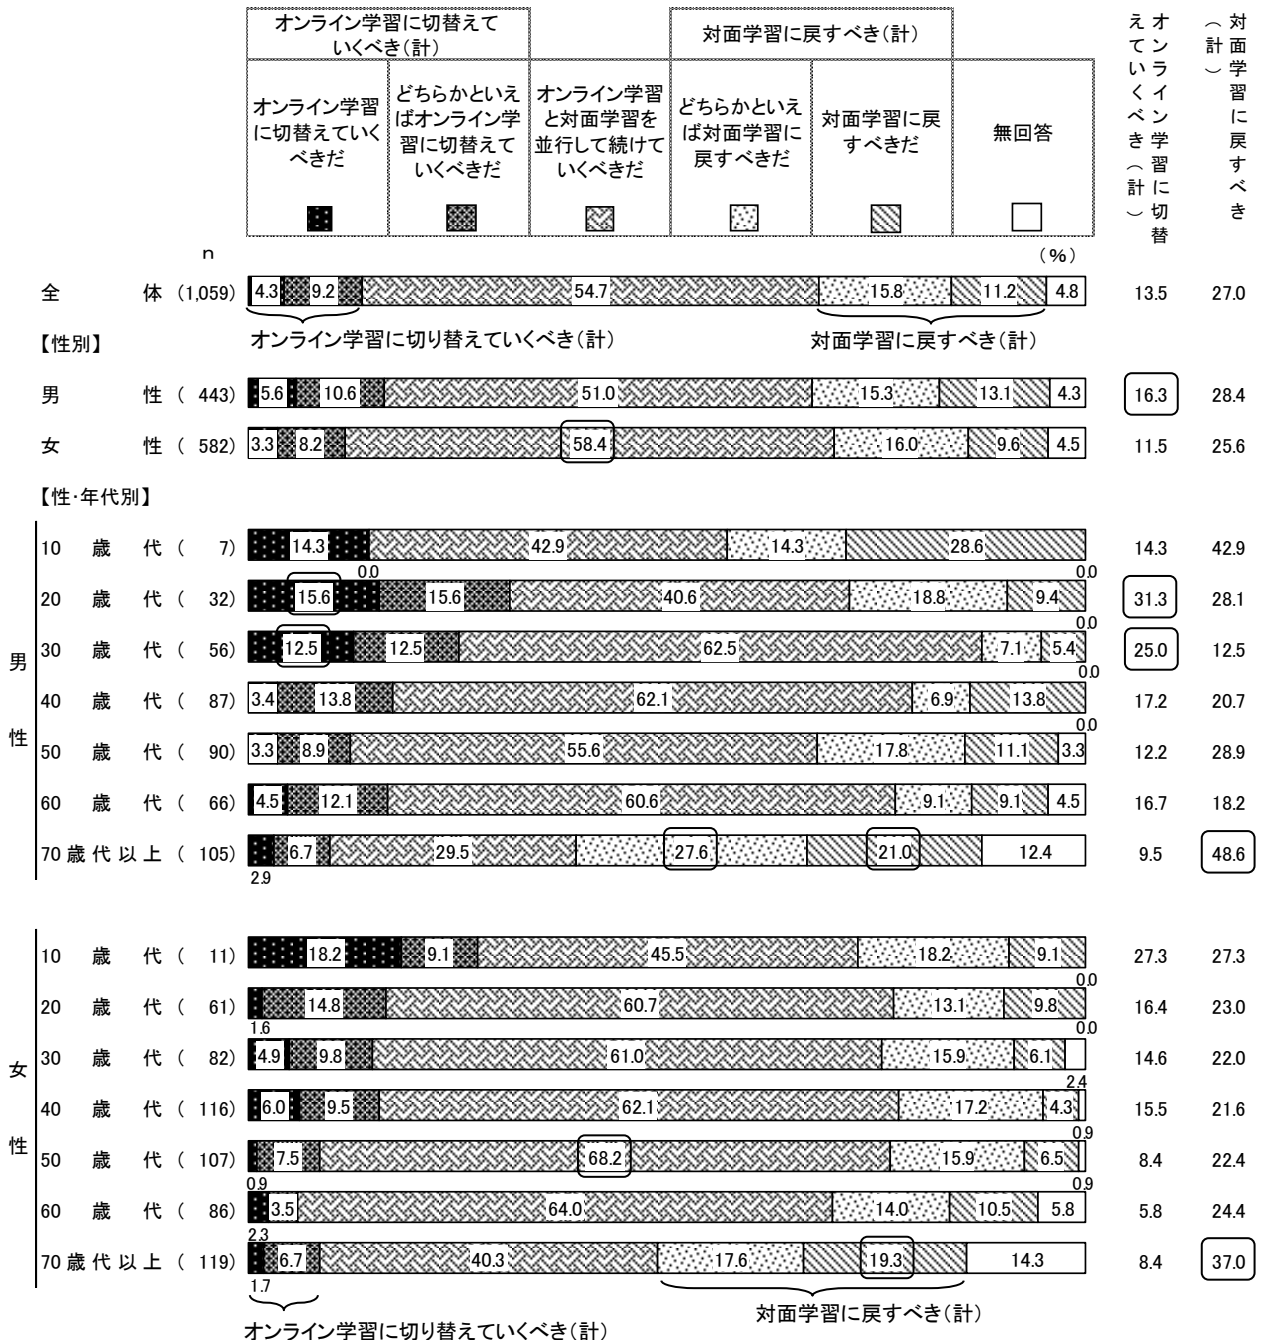 オンライン学習に切替えて
いくべき（計）
対面学習に戻すべき（計）
オンライン学習
に切替えていく
べきだ
どちらかといえ
ばオンライン学
習に切替えて
いくべきだ
オンライン学習
と対面学習を
並行して続けて
いくべきだ
どちらかといえ
ば対面学習に
戻すべきだ
対面学習に戻
すべきだ
無回答
オンライン学習に切替
えていくべき（計）
対面学習に戻すべき
（計）
n
（％）
全体 (1,059) 4.3 9.2 54.7 15.8 11.2 4.8 13.5 27.0
オンライン学習に切り替えていくべき（計）
対面学習に戻すべき（計）
【性別】
男性 ( 443) 5.6 10.6 51.0 15.3 13.1 4.3 16.3 28.4
女性 ( 582) 3.3 8.2 58.4 16.0 9.6 4.5 11.5 25.6
【性・年代別】
男性
10歳代 ( 7) 14.3 42.9 14.3 28.6 14.3 42.9
0.0 0.0
20歳代 ( 32) 15.6 15.6 40.6 18.8 9.4 31.3 28.1
0.0
30歳代 ( 56) 12.5 12.5 62.5 7.1 5.4 25.0 12.5
0.0
40歳代 ( 87) 3.4 13.8 62.1 6.9 13.8 17.2 20.7
0.0
50歳代 ( 90) 3.3 8.9 55.6 17.8 11.1 3.3 12.2 28.9
60歳代 ( 66) 4.5 12.1 60.6 9.1 9.1 4.5 16.7 18.2
70歳代以上 ( 105) 6.7 29.5 27.6 21.0 12.4 9.5 48.6
2.9
女性
10歳代 ( 11) 18.2 9.1 45.5 18.2 9.1 27.3 27.3
0.0
20歳代 ( 61) 14.8 60.7 13.1 9.8 16.4 23.0
1.6 0.0
30歳代 ( 82) 4.9 9.8 61.0 15.9 6.1 14.6 22.0
2.4
40歳代 ( 116) 6.0 9.5 62.1 17.2 4.3 15.5 21.6
0.9
50歳代 ( 107) 7.5 68.2 15.9 6.5 8.4 22.4
0.9 0.9
60歳代 ( 86) 3.5 64.0 14.0 10.5 5.8 5.8 24.4
2.3
70歳代以上 ( 119) 6.7 40.3 17.6 19.3 14.3 8.4 37.0
1.7
オンライン学習に切り替えていくべき（計）
対面学習に戻すべき（計）